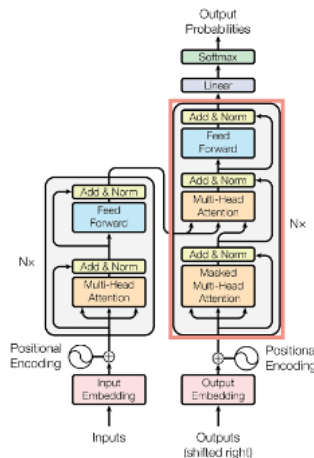 Output
Probabilities
Softmax
Linear
Add & Norm
Feed
Forward
Add & Norm
Multi-Head
Attention
Add & Norm
Masked
Multi-Head
Attention
Nx
Positional
Encoding
Output
Embedding
Outputs
(shifted right)
Add & Norm
Feed
Forward
Add & Norm
Multi-Head
Attention
Nx
Positional
Encoding
Input
Embedding
Inputs